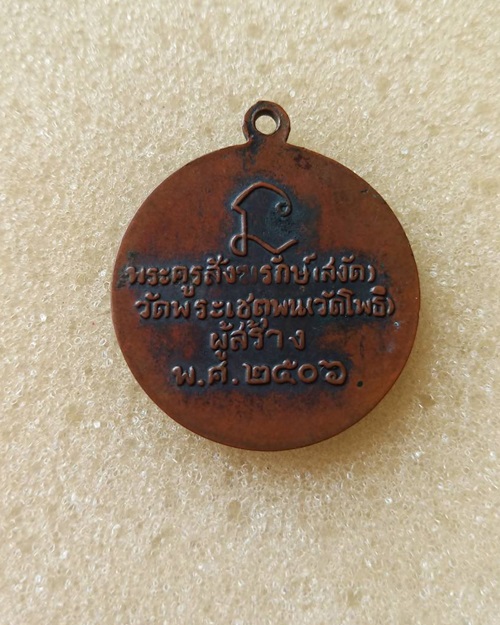 พระครูสังฆรักษ์(สงัด)
วัดพระเชตุพน(วัดโพธิ์)
ผู้สร้าง
พ.ศ.๒๕๐๖.